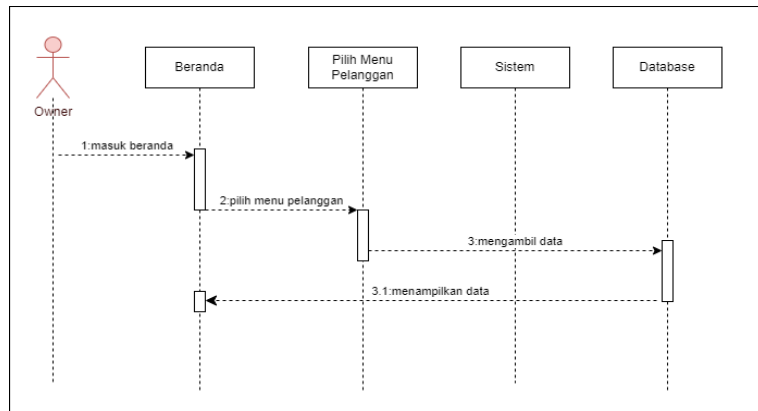 Owner
Beranda
Pilih Menu
Pelanggan
Sistem
Database
1:masuk beranda
2:pilih menu pelanggan
3:mengambil data
3.1:menampilkan data